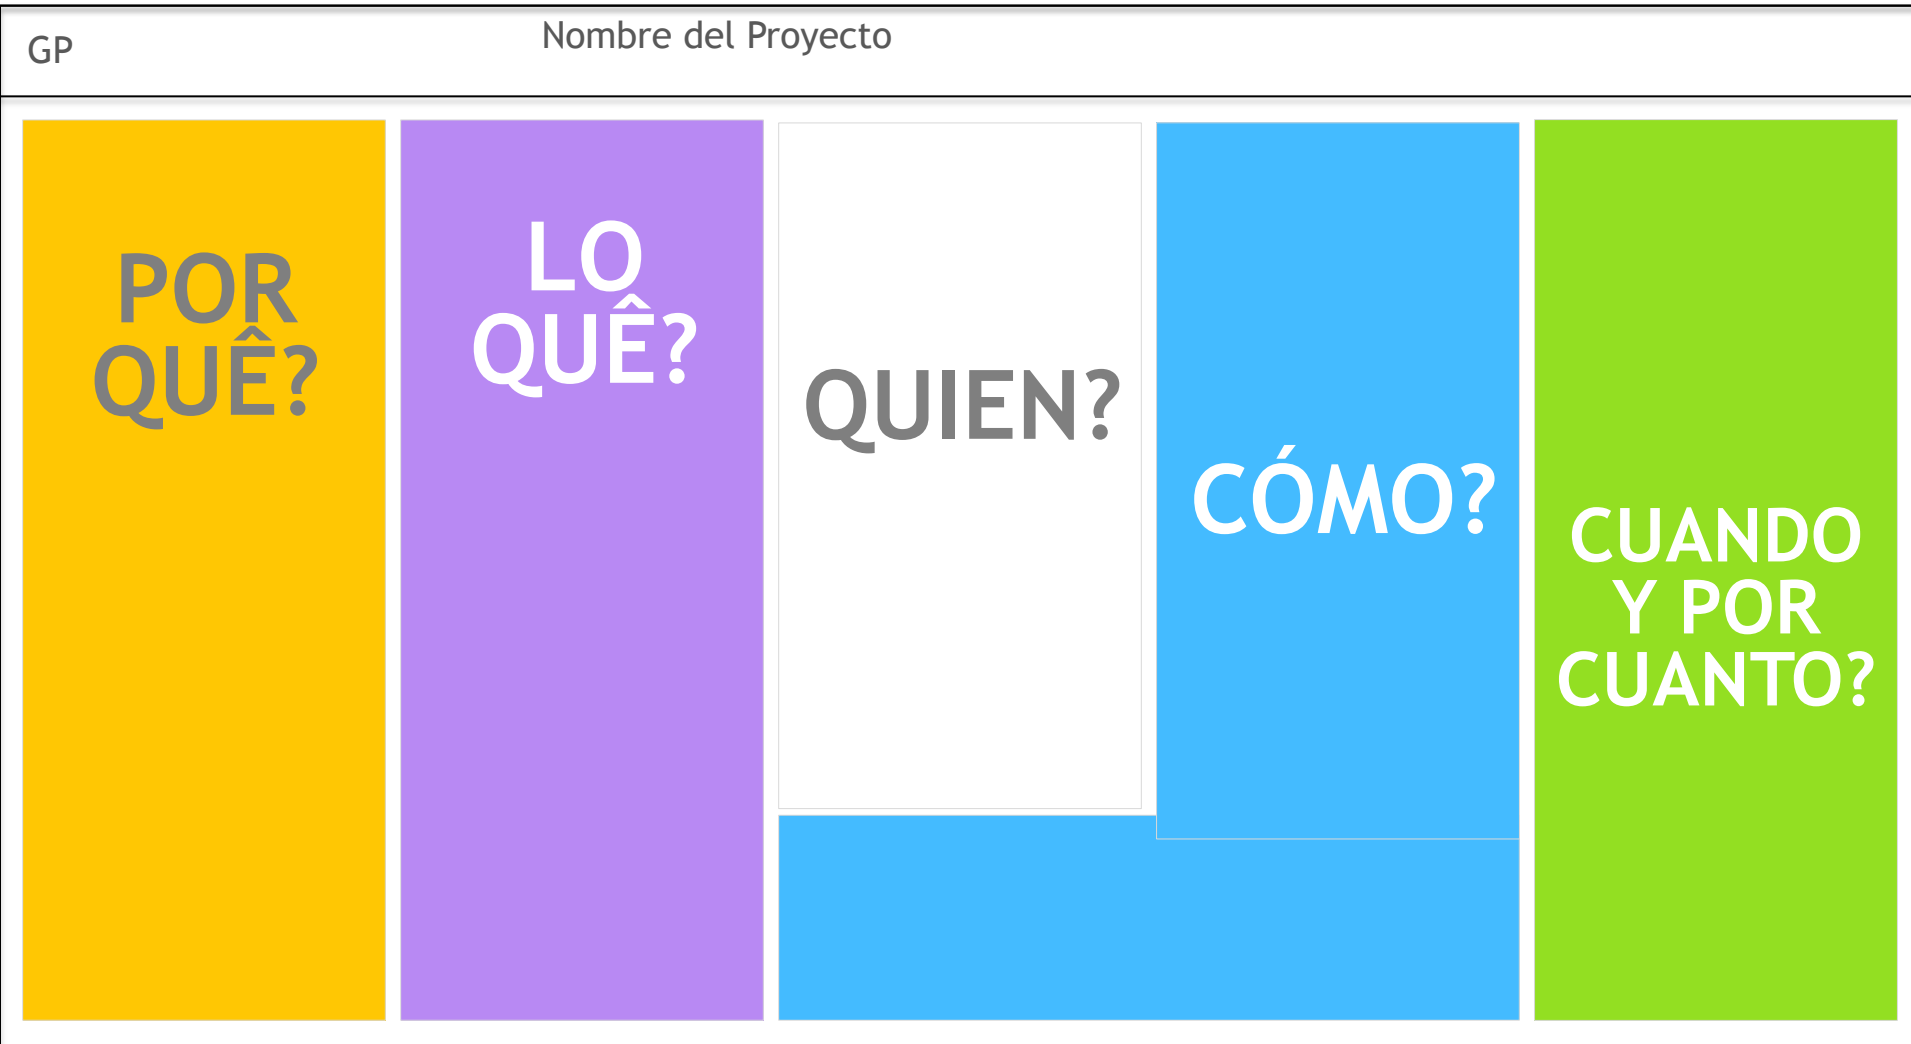 GP
Nombre del Proyecto
POR
QUÊ?
LO
QUÊ?
QUIEN?
CÓMO?
CUANDO
Y POR
CUANTO?